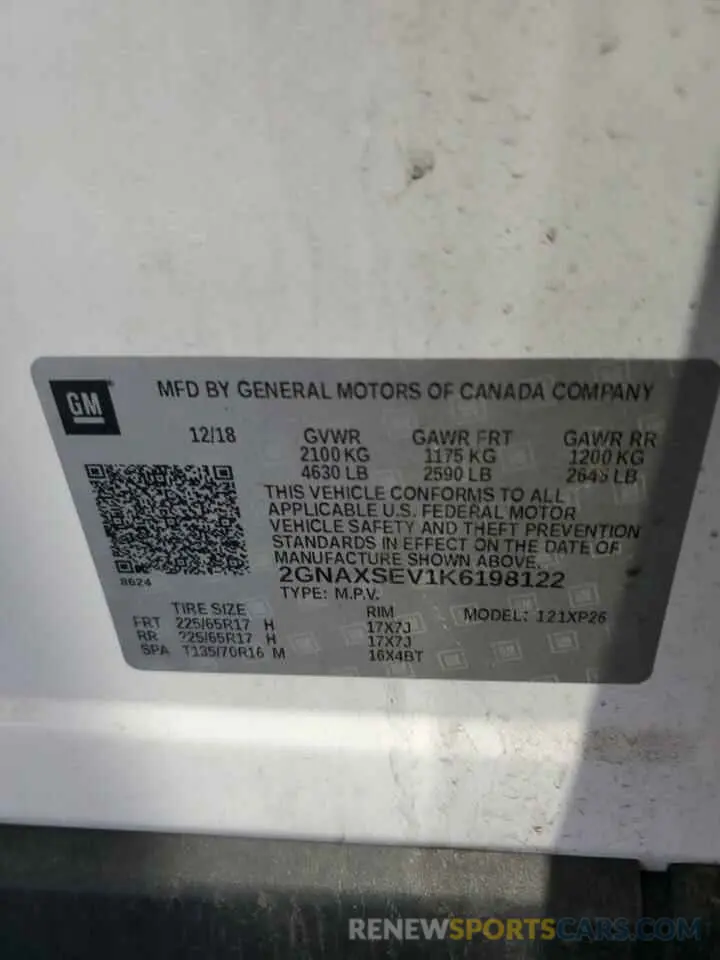 GM
MFD BY GENERAL MOTORS OF CANADA COMPANY
12/18 GVWR GAWR FRT GAWR RR
2100 KG 1175 KG 1200 KG
4630 LB 2590 LB 2645 LB
THIS VEHICLE CONFORMS TO ALL
APPLICABLE U.S. FEDERAL MOTOR
VEHICLE SAFETY AND THEFT PREVENTION
STANDARDS IN EFFECT ON THE DATE OF
MANUFACTURE SHOWN ABOVE.
8624 2GNAXSEV1K6198122
TYPE: M.P.V.
TIRE SIZE RIM MODEL: 121XP26
FRT 225/65R17 H 17X7J
RR 225/65R17 H 17X7J
SPA T135/70R16 M 16X4BT
RENEWSPORTSCARS.COM